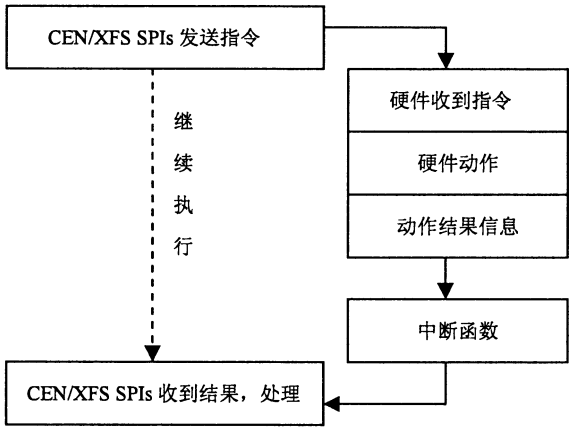 CEN/XFS SPIs 发送指令
硬件收到指令
继
续
执
行
硬件动作
动作结果信息
中断函数
CEN/XFS SPIs 收到结果，处理